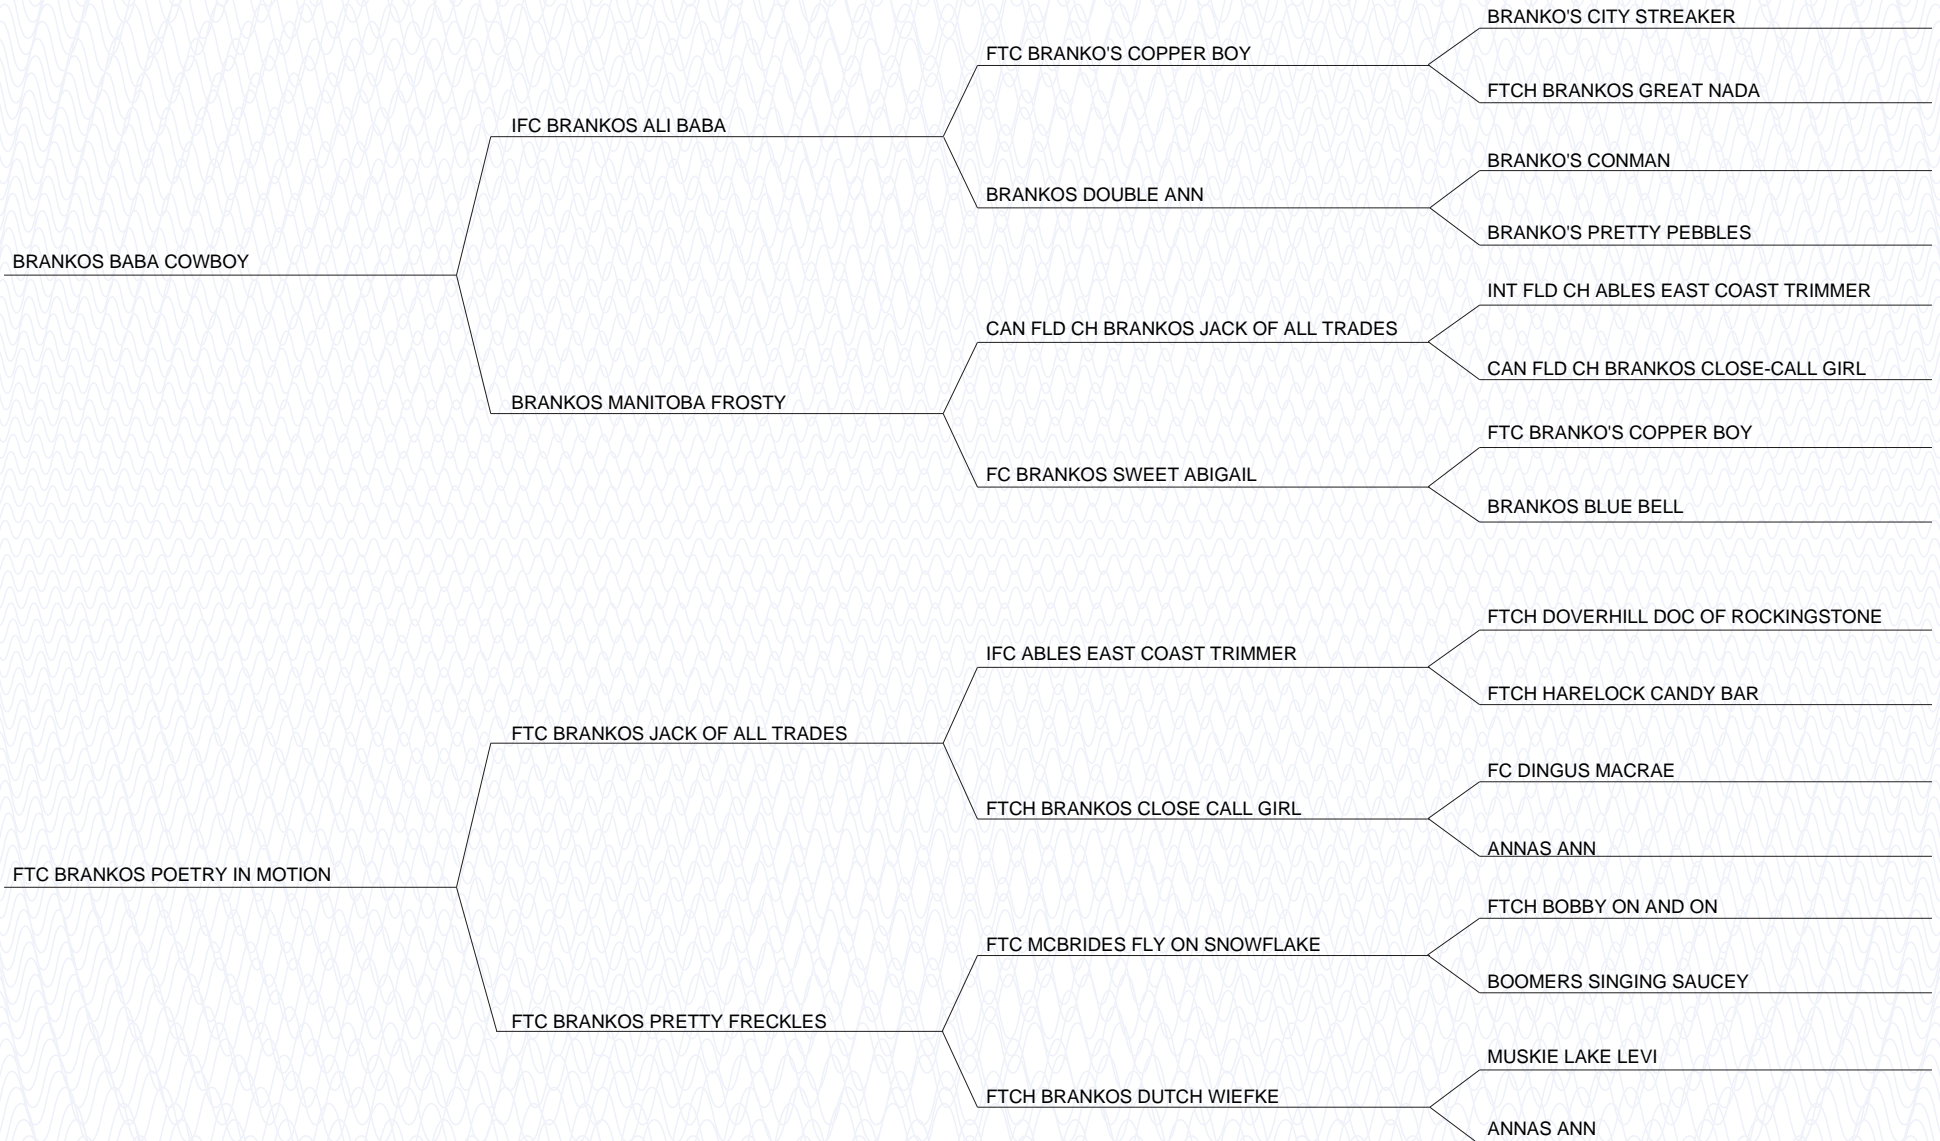 BRANKO'S CITY STREAKER
FTC BRANKO'S COPPER BOY
FTCH BRANKOS GREAT NADA
IFC BRANKOS ALI BABA
BRANKO'S CONMAN
BRANKOS DOUBLE ANN
BRANKO'S PRETTY PEBBLES
BRANKOS BABA COWBOY
INT FLD CH ABLES EAST COAST TRIMMER
CAN FLD CH BRANKOS JACK OF ALL TRADES
CAN FLD CH BRANKOS CLOSE-CALL GIRL
BRANKOS MANITOBA FROSTY
FTC BRANKO'S COPPER BOY
FC BRANKOS SWEET ABIGAIL
BRANKOS BLUE BELL
FTCH DOVERHILL DOC OF ROCKINGSTONE
IFC ABLES EAST COAST TRIMMER
FTCH HARELOCK CANDY BAR
FTC BRANKOS JACK OF ALL TRADES
FC DINGUS MACRAE
FTCH BRANKOS CLOSE CALL GIRL
ANNAS ANN
FTC BRANKOS POETRY IN MOTION
FTCH BOBBY ON AND ON
FTC MCBRIDES FLY ON SNOWFLAKE
BOOMERS SINGING SAUCEY
FTC BRANKOS PRETTY FRECKLES
MUSKIE LAKE LEVI
FTCH BRANKOS DUTCH WIEFKE
ANNAS ANN